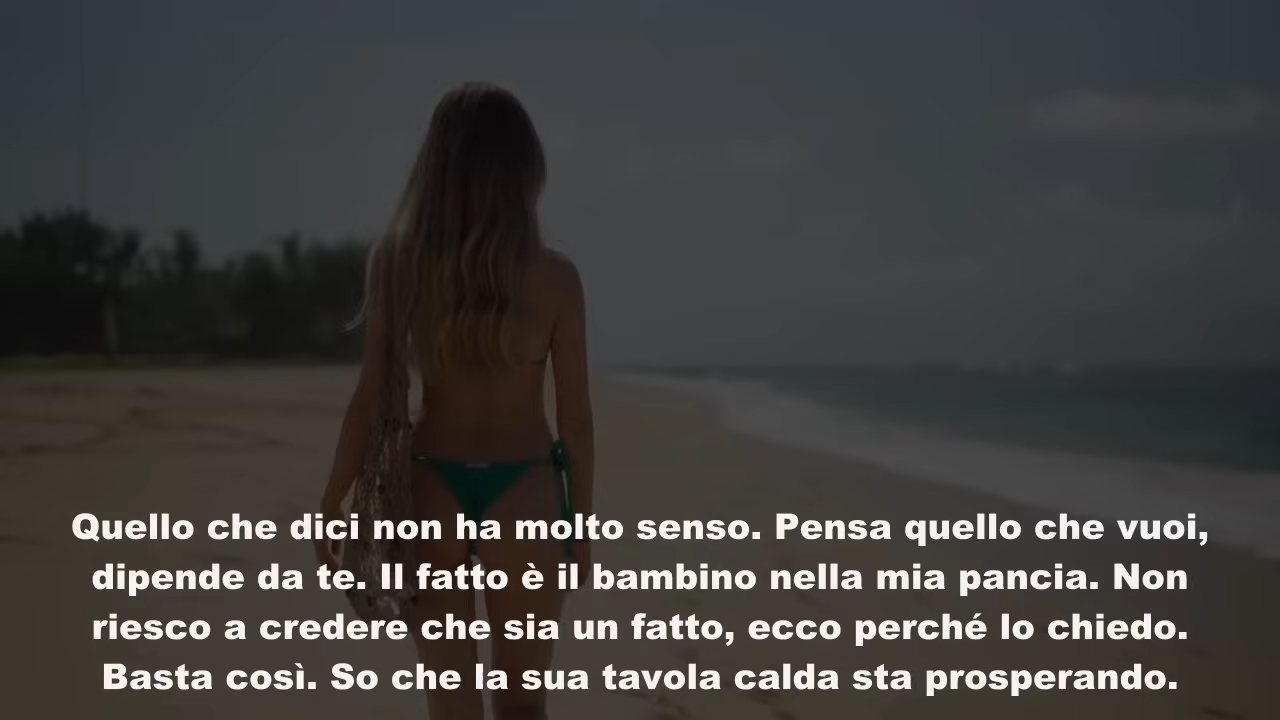 Quello che dici non ha molto senso. Pensa quello che vuoi,
dipende da te. Il fatto è il bambino nella mia pancia. Non
riesco a credere che sia un fatto, ecco perché lo chiedo.
Basta così. So che la sua tavola calda sta prosperando.